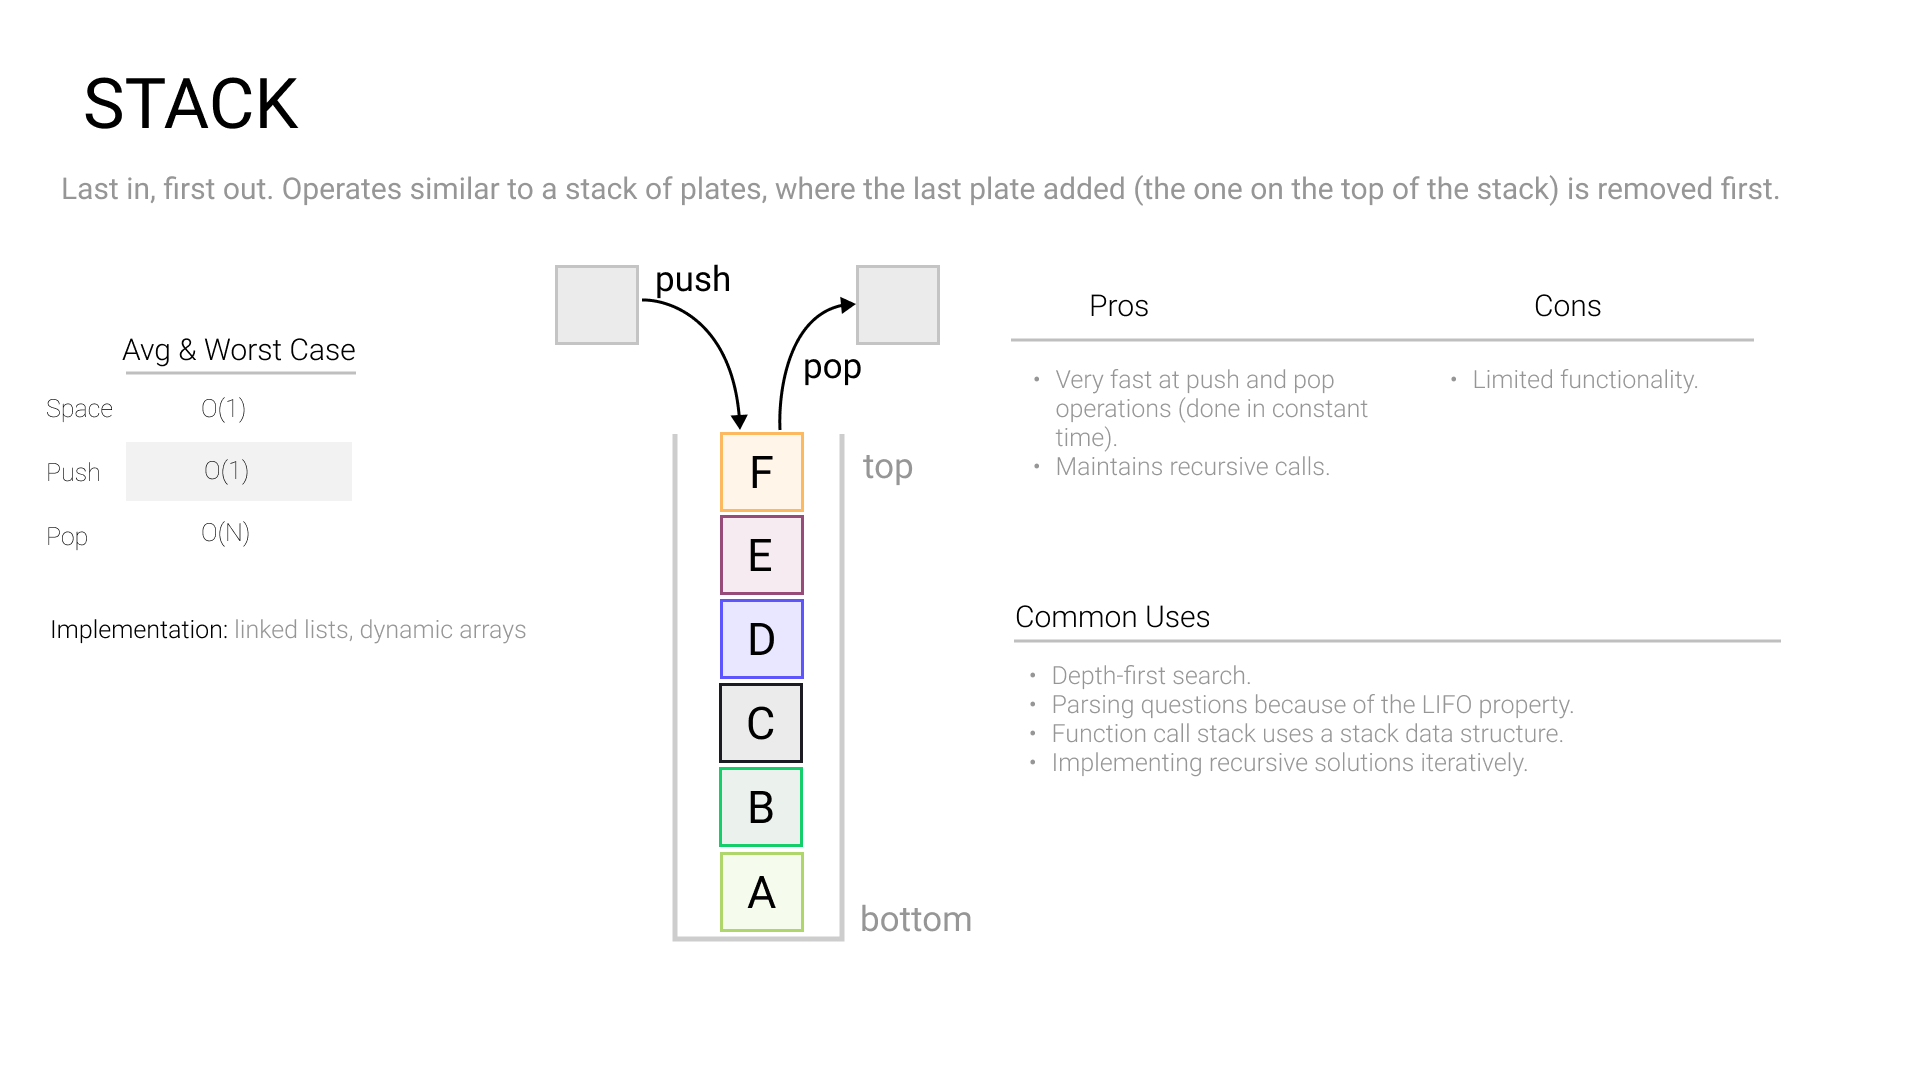 STACK
Last in, first out. Operates similar to a stack of plates, where the last plate added (the one on the top of the stack) is removed first.
Avg & Worst Case
Space O(1)
Push O(1)
Pop O(N)
Implementation: linked lists, dynamic arrays
push
pop
F
E
D
C
B
A
top
bottom
Pros Cons
• Very fast at push and pop
operations (done in constant
time).
• Maintains recursive calls.
• Limited functionality.
Common Uses
• Depth-first search.
• Parsing questions because of the LIFO property.
• Function call stack uses a stack data structure.
• Implementing recursive solutions iteratively.